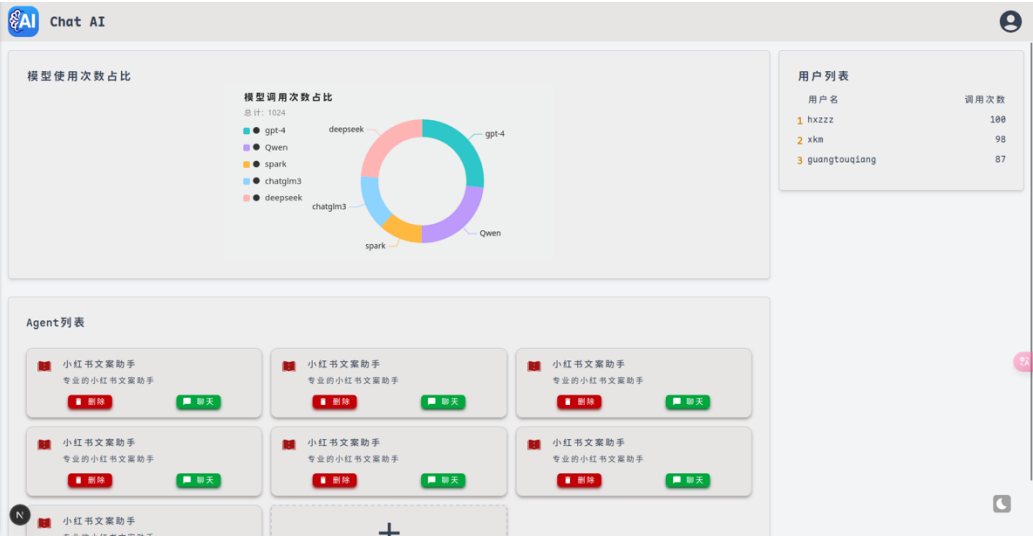 AI Chat AI
模型使用次数占比
模型调用次数占比
总计: 1024
gpt-4
Qwen
spark
chatglm3
deepseek
deepseek
gpt-4
chatglm3
Qwen
spark
用户列表
用户名 调用次数
1 hxzzz 100
2 xkm 98
3 guangtouqiang 87
Agent列表
小红书文案助手
专业的小红书文案助手
删除 聊天
小红书文案助手
专业的小红书文案助手
删除 聊天
小红书文案助手
专业的小红书文案助手
删除 聊天
小红书文案助手
专业的小红书文案助手
删除 聊天
小红书文案助手
专业的小红书文案助手
删除 聊天
小红书文案助手
专业的小红书文案助手
删除 聊天
N
小红书文案助手